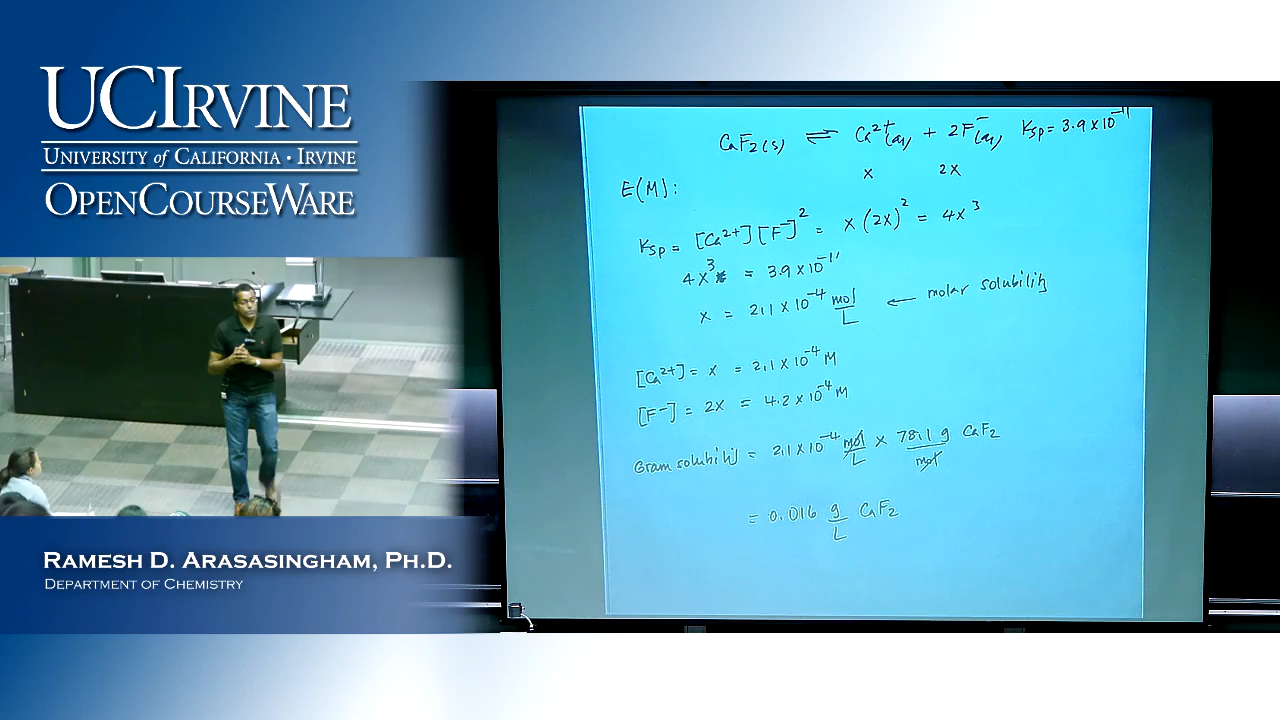 UCIRVINE
UNIVERSITY of CALIFORNIA · IRVINE
OPENCOURSEWARE
RAMESH D. ARASASINGHAM, PH.D.
DEPARTMENT OF CHEMISTRY
CaF₂(s) ⇌ Ca²⁺(aq) + 2F⁻(aq) Ksp = 3.9 x 10⁻¹¹
E(M): x 2x
Ksp = [Ca²⁺][F⁻]² = x (2x)² = 4x³
4x³ = 3.9 x 10⁻¹¹
x = 2.1 x 10⁻⁴ mol/L ← molar solubility
[Ca²⁺] = x = 2.1 x 10⁻⁴ M
[F⁻] = 2x = 4.2 x 10⁻⁴ M
Gram solubility = 2.1 x 10⁻⁴ mol/L x 78.1 g/mol CaF₂
= 0.016 g/L CaF₂